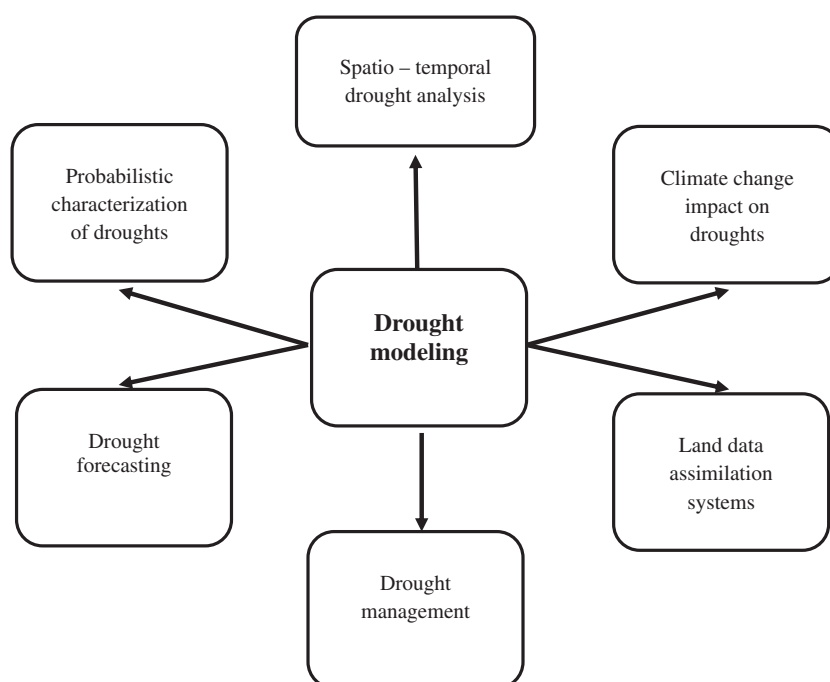 Spatio – temporal
drought analysis
Probabilistic
characterization
of droughts
Climate change
impact on
droughts
Drought
modeling
Drought
forecasting
Land data
assimilation
systems
Drought
management